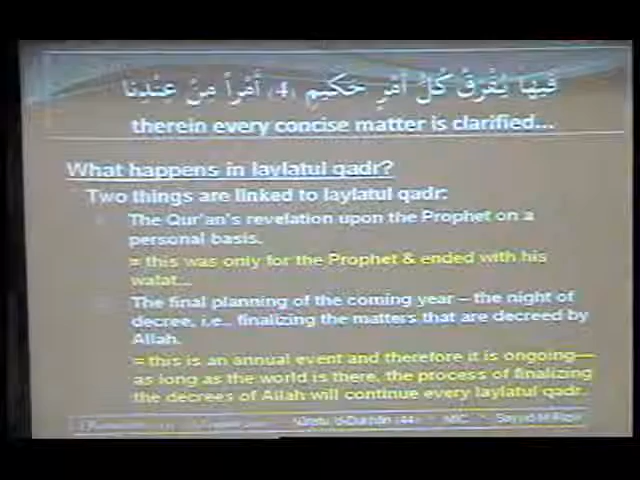 فِيهَا يُفْرَقُ كُلُّ أَمْرٍ حَكِيمٍ (4) أَمْراً مِنْ عِنْدِنَا
therein every concise matter is clarified...
What happens in laylatul qadr?
Two things are linked to laylatul qadr:
The Qur'an's revelation upon the Prophet on a
personal basis.
= this was only for the Prophet & ended with his
wafat...
The final planning of the coming year – the night of
decree, i.e., finalizing the matters that are decreed by
Allah.
= this is an annual event and therefore it is ongoing—
as long as the world is there, the process of finalizing
the decrees of Allah will continue every laylatul qadr.
Sayyid M Rizvi